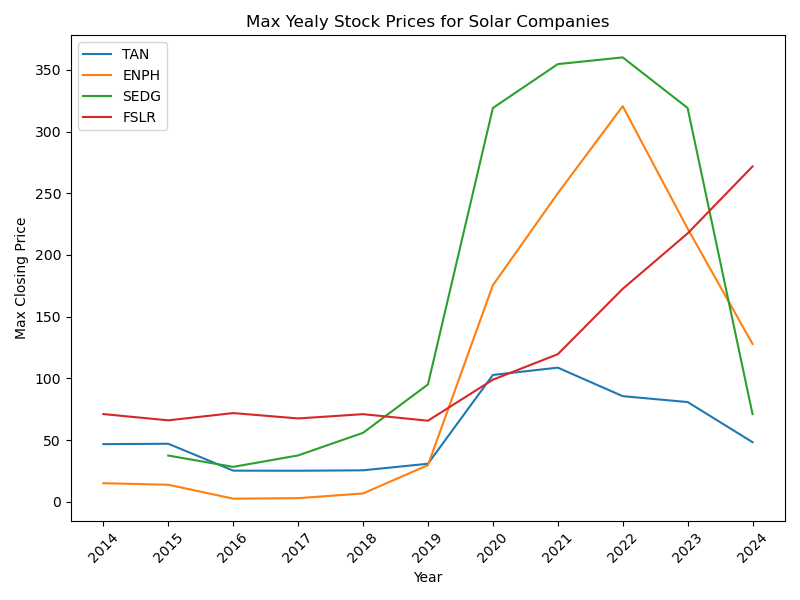 Max Yealy Stock Prices for Solar Companies
TAN
ENPH
SEDG
FSLR
Max Closing Price
350
300
250
200
150
100
50
0
2014
2015
2016
2017
2018
2019
2020
2021
2022
2023
2024
Year